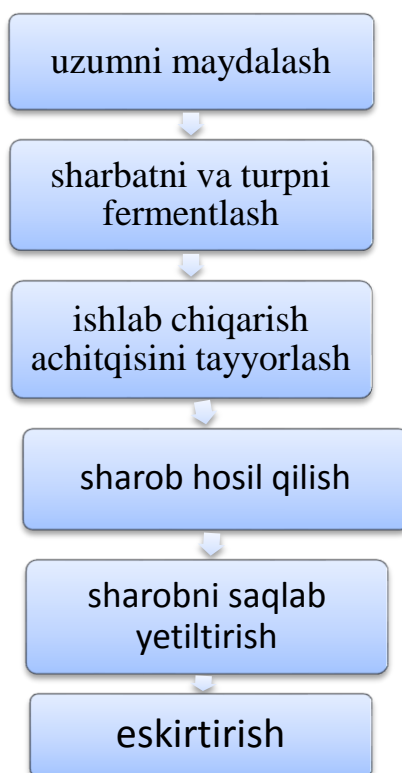 uzumni maydalash
sharbatni va turpni
fermentlash
ishlab chiqarish
achitqisini tayyorlash
sharob hosil qilish
sharobni saqlab
yetiltirish
eskirtirish